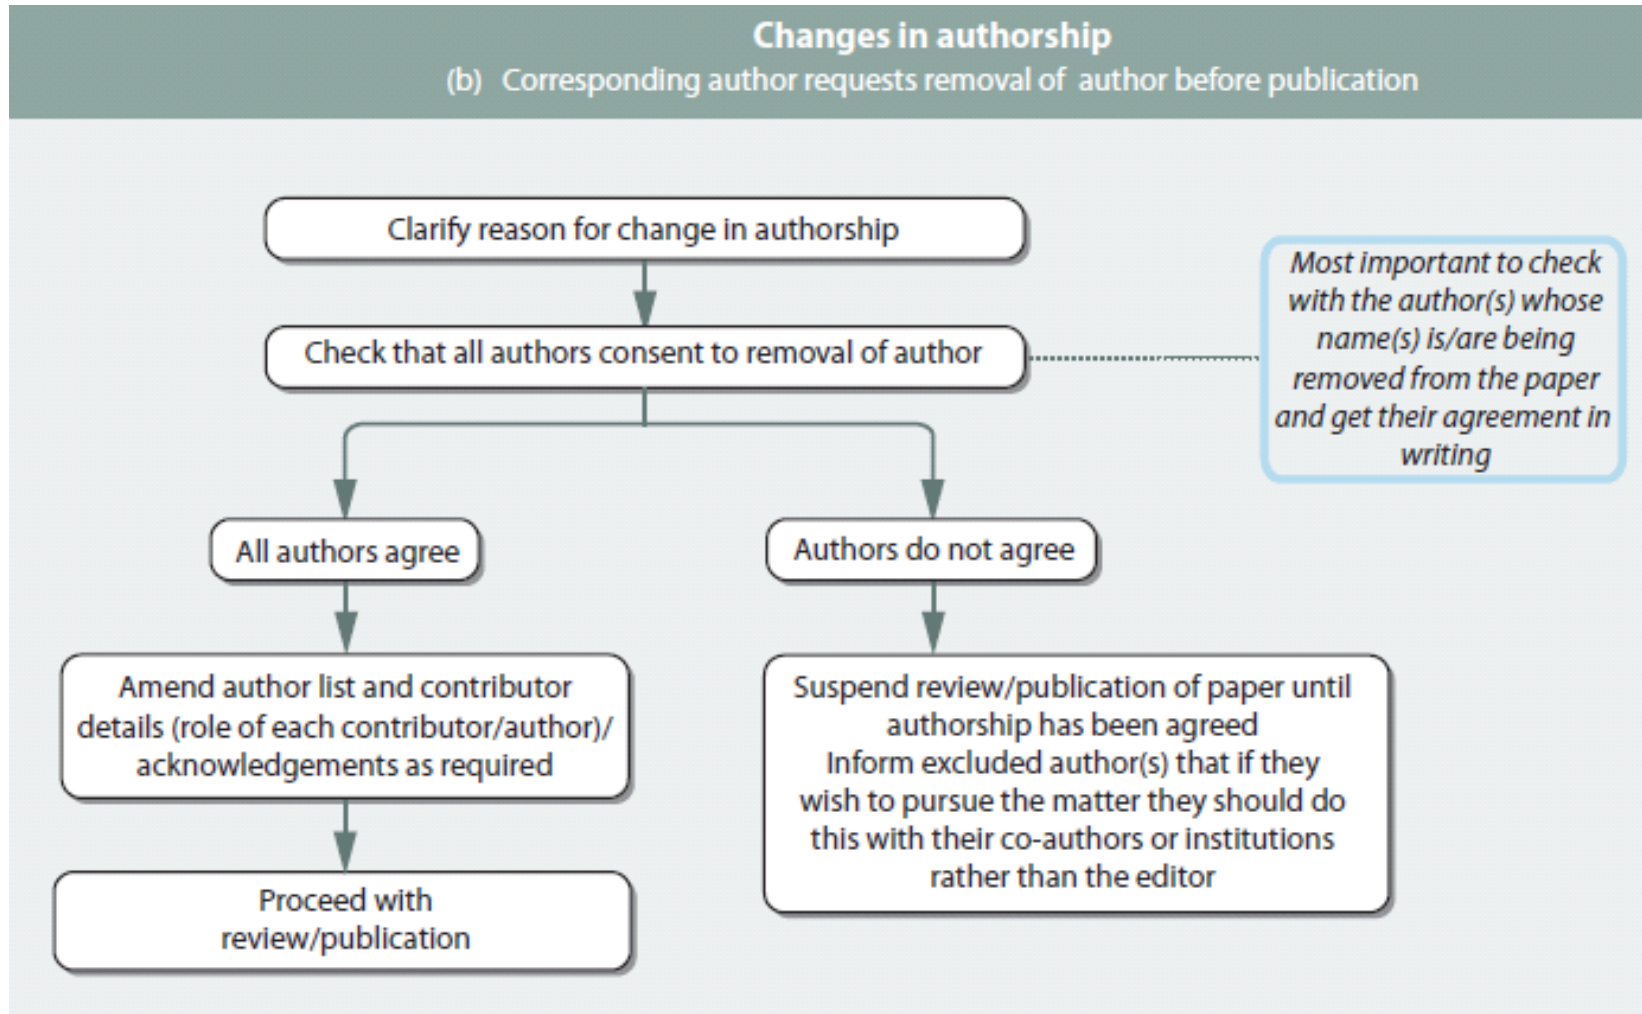 Changes in authorship
(b) Corresponding author requests removal of author before publication
Clarify reason for change in authorship
Check that all authors consent to removal of author
Most important to check
with the author(s) whose
name(s) is/are being
removed from the paper
and get their agreement in
writing
All authors agree
Authors do not agree
Amend author list and contributor
details (role of each contributor/author)/
acknowledgements as required
Suspend review/publication of paper until
authorship has been agreed
Inform excluded author(s) that if they
wish to pursue the matter they should do
this with their co-authors or institutions
rather than the editor
Proceed with
review/publication